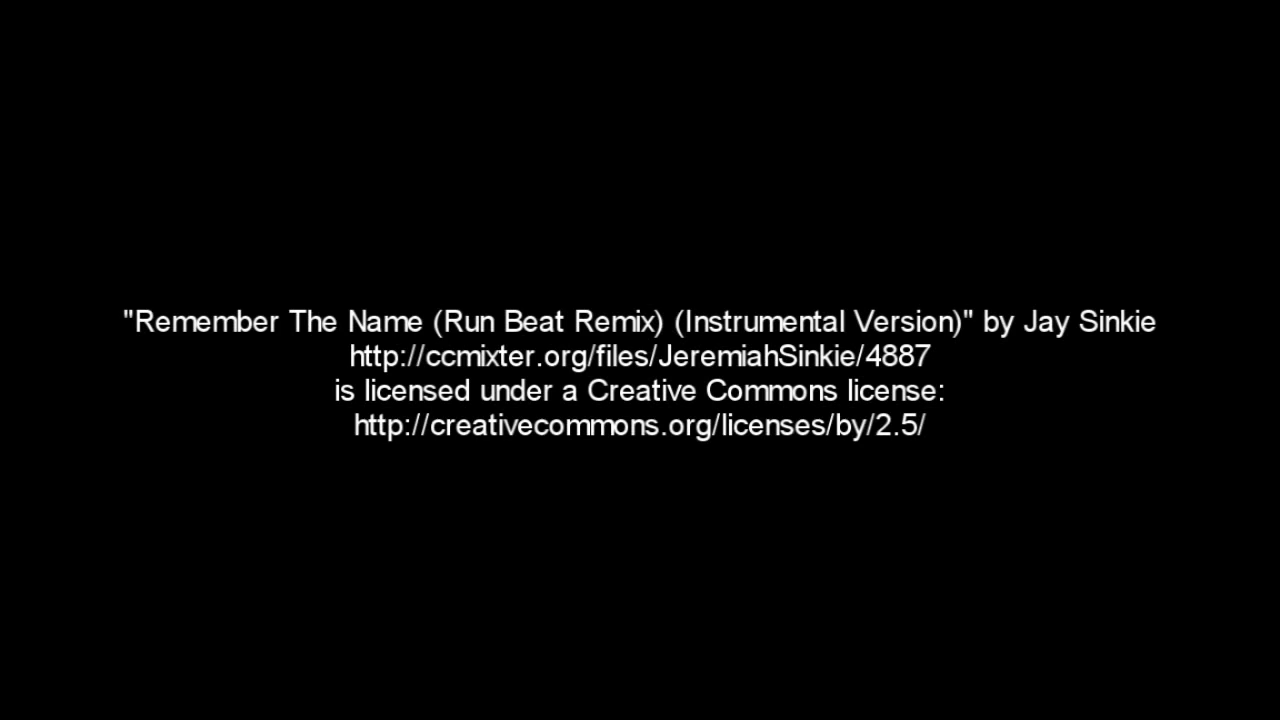 "Remember The Name (Run Beat Remix) (Instrumental Version)" by Jay Sinkie
http://ccmixter.org/files/JeremiahSinkie/4887
is licensed under a Creative Commons license:
http://creativecommons.org/licenses/by/2.5/